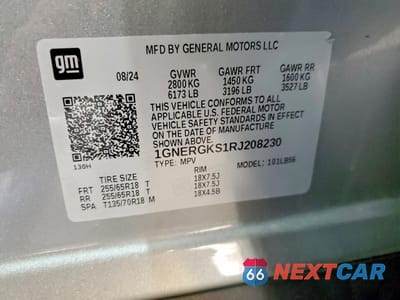 gm
MFD BY GENERAL MOTORS LLC
08/24 GVWR GAWR FRT GAWR RR
2800 KG 1450 KG 1600 KG
6173 LB 3196 LB 3527 LB
THIS VEHICLE CONFORMS TO ALL
APPLICABLE U.S. FEDERAL MOTOR
VEHICLE SAFETY STANDARDS IN EFFECT
ON THE DATE OF MANUFACTURE
SHOWN ABOVE.
1GNERGKS1RJ208230
130H TYPE: MPV MODEL: 101LB56
TIRE SIZE RIM
FRT 255/65R18 T 18X7.5J
RR 255/65R18 T 18X7.5J
SPA T135/70R18 M 18X4.5B
66 NEXTCAR